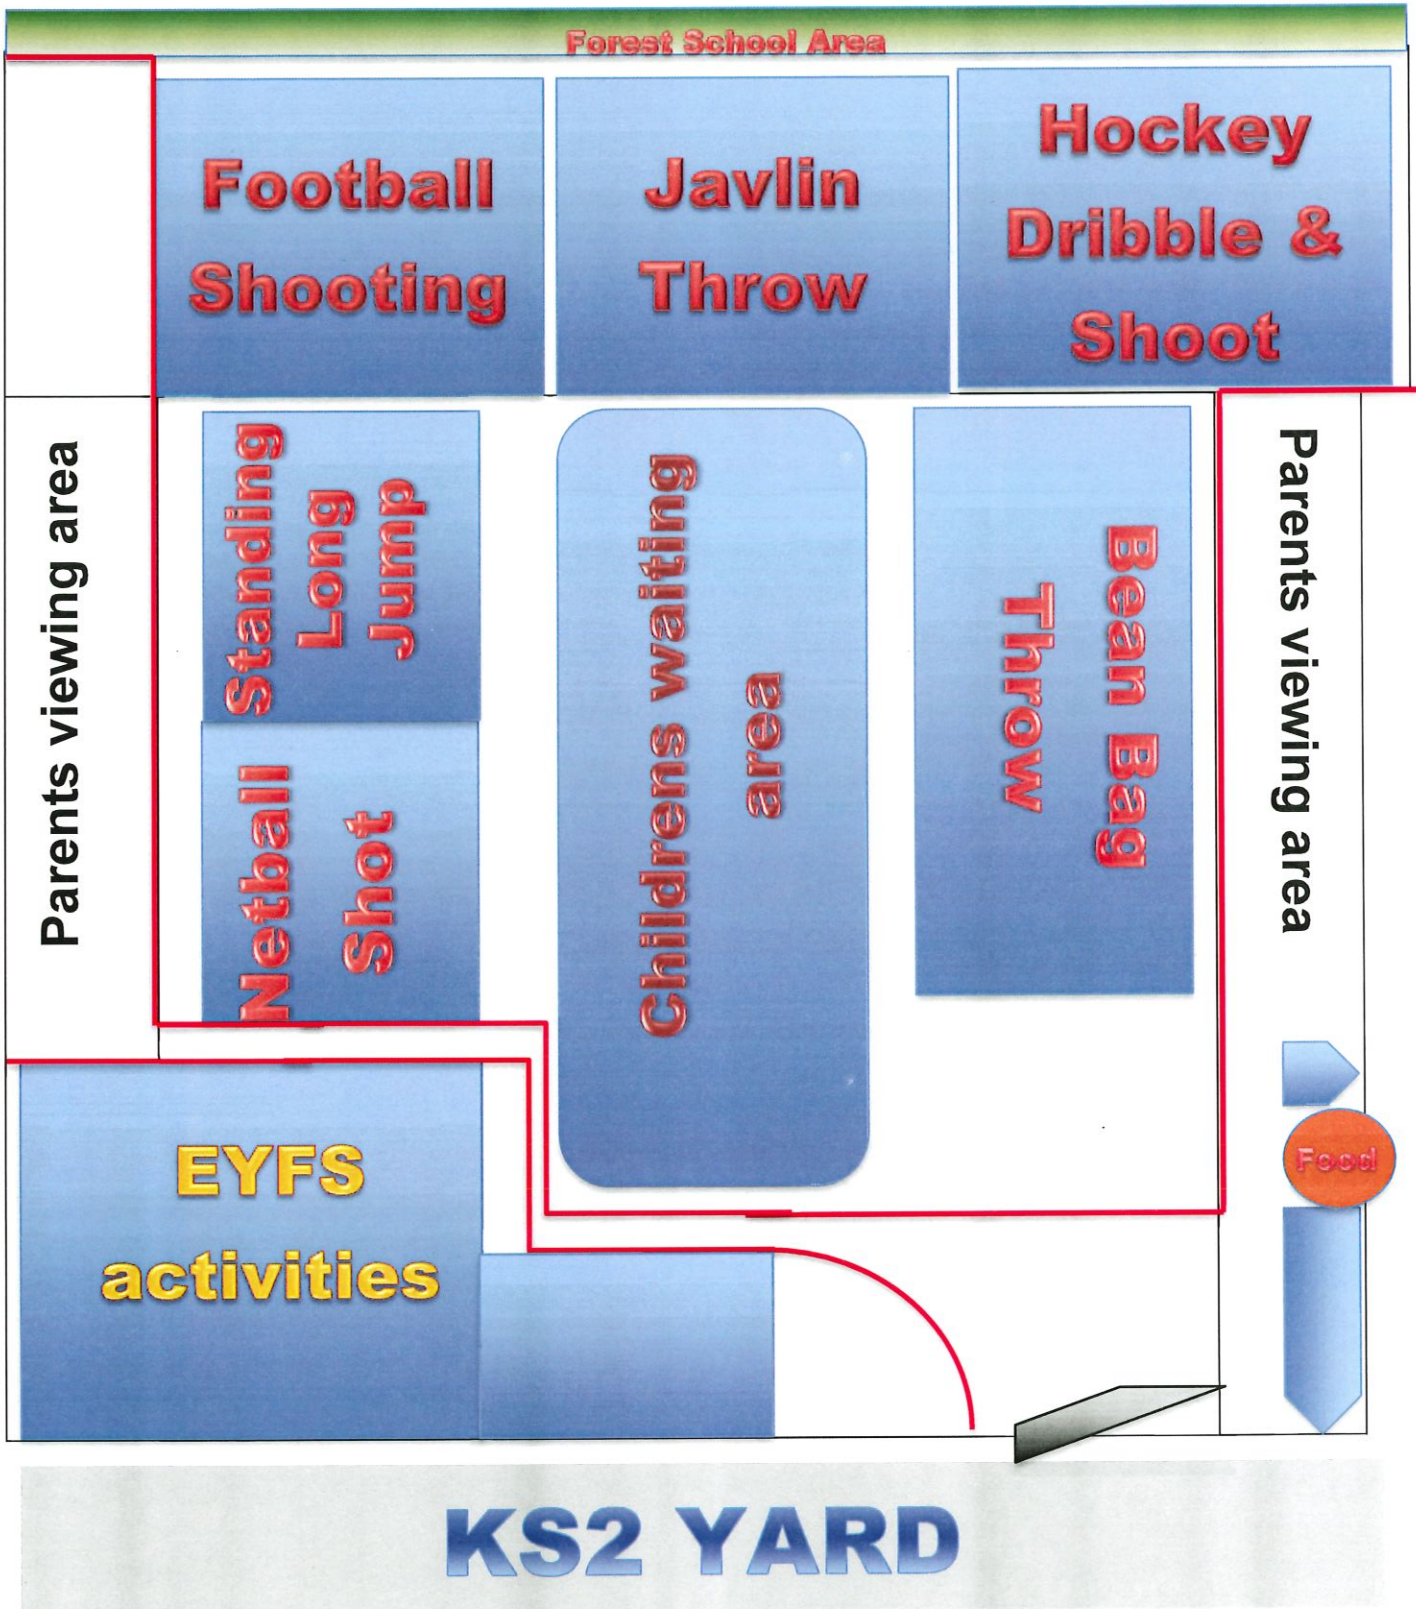 Forest School Area
Football
Shooting
Javlin
Throw
Hockey
Dribble &
Shoot
Parents viewing area
Standing
Long
Jump
Netball
Shot
Childrens waiting
area
Bean Bag
Throw
Parents viewing area
Food
EYFS
activities
KS2 YARD